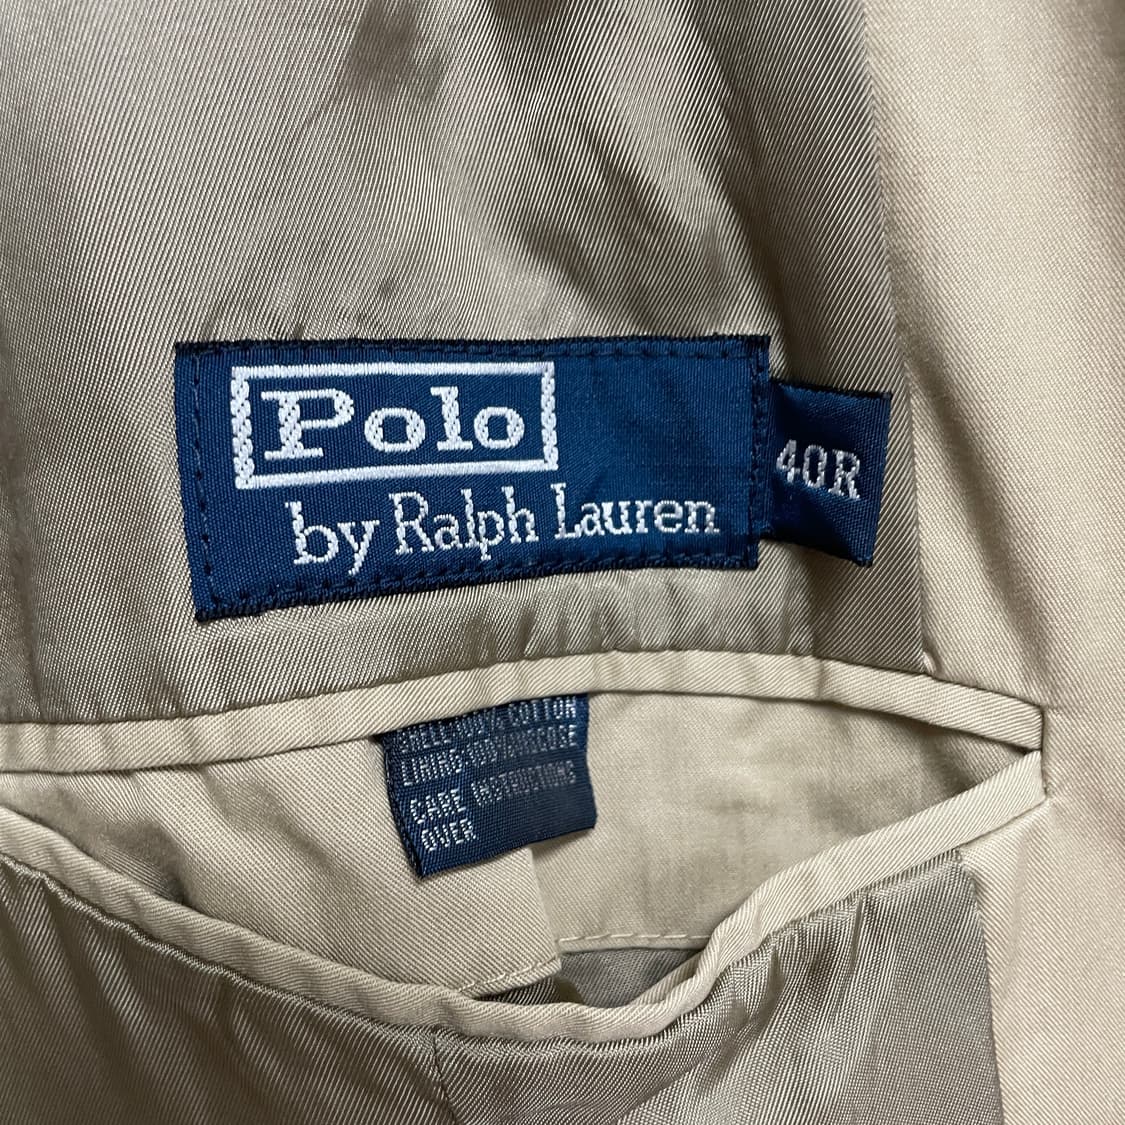 Polo
by Ralph Lauren
40R
SHELL-100% COTTON
LINING-100% VISCOSE
CARE INSTRUCTIONS
OVER